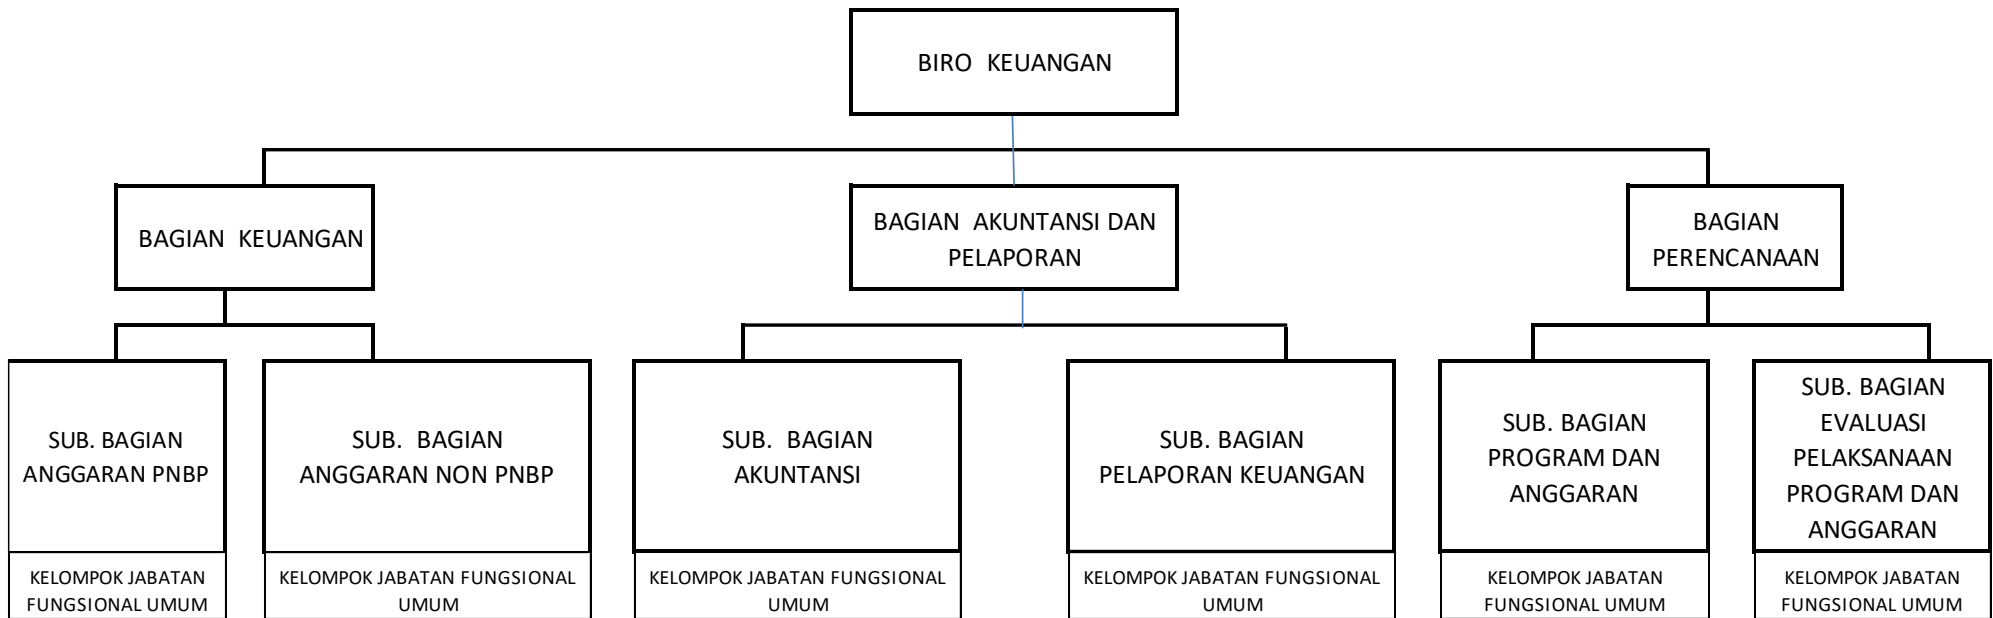 BIRO KEUANGAN
BAGIAN KEUANGAN
BAGIAN AKUNTANSI DAN
PELAPORAN
BAGIAN
PERENCANAAN
SUB. BAGIAN
ANGGARAN PNBP
SUB. BAGIAN
ANGGARAN NON PNBP
SUB. BAGIAN
AKUNTANSI
SUB. BAGIAN
PELAPORAN KEUANGAN
SUB. BAGIAN
PROGRAM DAN
ANGGARAN
SUB. BAGIAN
EVALUASI
PELAKSANAAN
PROGRAM DAN
ANGGARAN
KELOMPOK JABATAN
FUNGSIONAL UMUM
KELOMPOK JABATAN FUNGSIONAL
UMUM
KELOMPOK JABATAN FUNGSIONAL
UMUM
KELOMPOK JABATAN FUNGSIONAL
UMUM
KELOMPOK JABATAN
FUNGSIONAL UMUM
KELOMPOK JABATAN
FUNGSIONAL UMUM